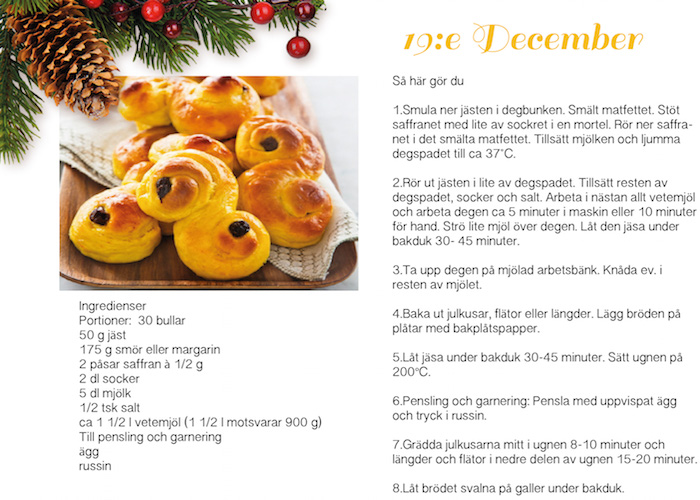 19:e December
Så här gör du
1.Smula ner jästen i degbunken. Smält matfettet. Stöt
saffranet med lite av sockret i en mortel. Rör ner saffra-
net i det smälta matfettet. Tillsätt mjölken och ljumma
degspadet till ca 37°C.
2.Rör ut jästen i lite av degspadet. Tillsätt resten av
degspadet, socker och salt. Arbeta i nästan allt vetemjöl
och arbeta degen ca 5 minuter i maskin eller 10 minuter
för hand. Strö lite mjöl över degen. Låt den jäsa under
bakduk 30- 45 minuter.
3.Ta upp degen på mjölad arbetsbänk. Knåda ev. i
resten av mjölet.
4.Baka ut julkusar, flätor eller längder. Lägg bröden på
plåtar med bakplåtspapper.
5.Låt jäsa under bakduk 30-45 minuter. Sätt ugnen på
200°C.
6.Pensling och garnering: Pensla med uppvispat ägg
och tryck i russin.
7.Grädda julkusarna mitt i ugnen 8-10 minuter och
längder och flätor i nedre delen av ugnen 15-20 minuter.
8.Låt brödet svalna på galler under bakduk.
Ingredienser
Portioner: 30 bullar
50 g jäst
175 g smör eller margarin
2 påsar saffran à 1/2 g
2 dl socker
5 dl mjölk
1/2 tsk salt
ca 1 1/2 l vetemjöl (1 1/2 l motsvarar 900 g)
Till pensling och garnering
ägg
russin